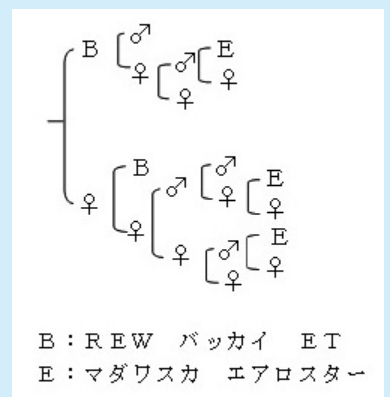 B ♂ E
♀ ♂ ♀
♀
B ♂
♀ ♂ ♀ E
♀ ♀
♀ ♂ E
♀ ♀
B：ＲＥＷ　バッカイ　ＥＴ
E：マダワスカ　エアロスター